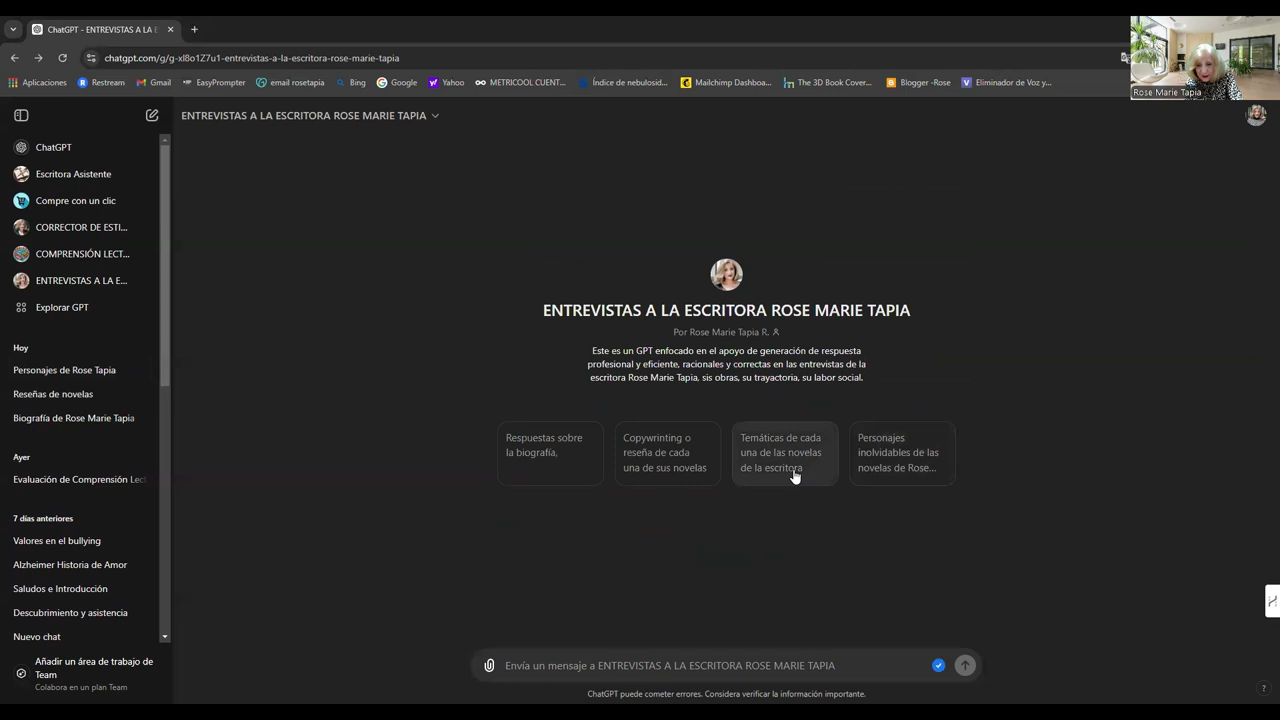 ChatGPT - ENTREVISTAS A LA E
chatgpt.com/g/g-xl8o1Z7u1-entrevistas-a-la-escritora-rose-marie-tapia
Rose Marie Tapia
Aplicaciones Restream Gmail EasyPrompter email rosetapia Bing Google Yahoo METRICOOL CUENT... Índice de nebulosid... Mailchimp Dashboa... The 3D Book Cover... Blogger -Rose Eliminador de Voz y...
ENTREVISTAS A LA ESCRITORA ROSE MARIE TAPIA
ChatGPT
Escritora Asistente
Compre con un clic
CORRECTOR DE ESTI...
COMPRENSIÓN LECT...
ENTREVISTAS A LA E...
Explorar GPT
Hoy
Personajes de Rose Tapia
Reseñas de novelas
Biografía de Rose Marie Tapia
Ayer
Evaluación de Comprensión Lect
7 días anteriores
Valores en el bullying
Alzheimer Historia de Amor
Saludos e Introducción
Descubrimiento y asistencia
Nuevo chat
Añadir un área de trabajo de
Team
Colabora en un plan Team
ENTREVISTAS A LA ESCRITORA ROSE MARIE TAPIA
Por Rose Marie Tapia R.
Este es un GPT enfocado en el apoyo de generación de respuesta
profesional y eficiente, racionales y correctas en las entrevistas de la
escritora Rose Marie Tapia, sis obras, su trayactoria, su labor social.
Respuestas sobre
la biografía,
Copywrinting o
reseña de cada
una de sus novelas
Temáticas de cada
una de las novelas
de la escritora
Personajes
inolvidables de las
novelas de Rose...
Envía un mensaje a ENTREVISTAS A LA ESCRITORA ROSE MARIE TAPIA
ChatGPT puede cometer errores. Considera verificar la información importante.
?